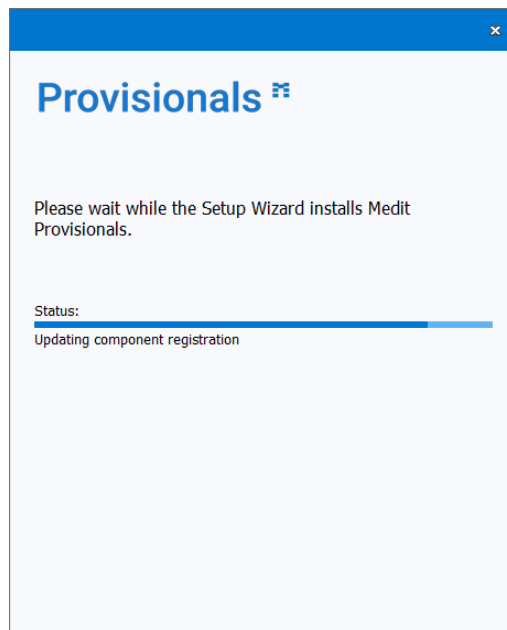 Provisionals
Please wait while the Setup Wizard installs Medit
Provisionals.
Status:
Updating component registration